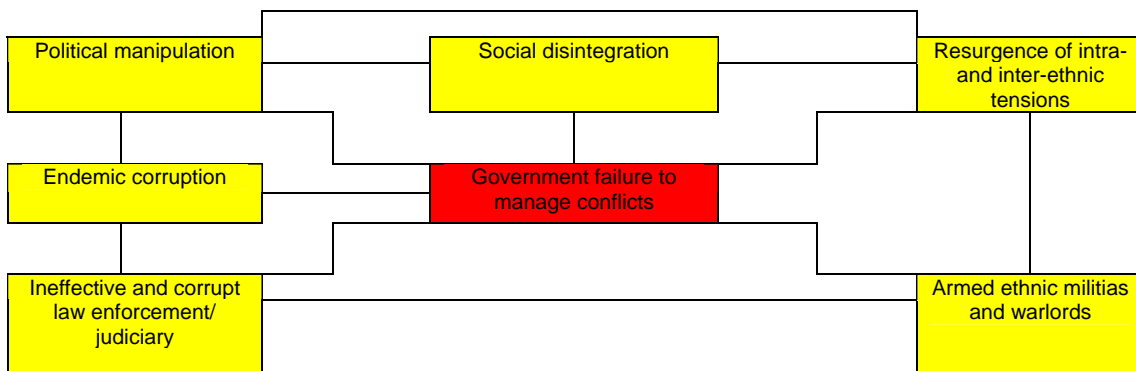 Political manipulation
Social disintegration
Resurgence of intra-
and inter-ethnic
tensions
Endemic corruption
Government failure to
manage conflicts
Ineffective and corrupt
law enforcement/
judiciary
Armed ethnic militias
and warlords